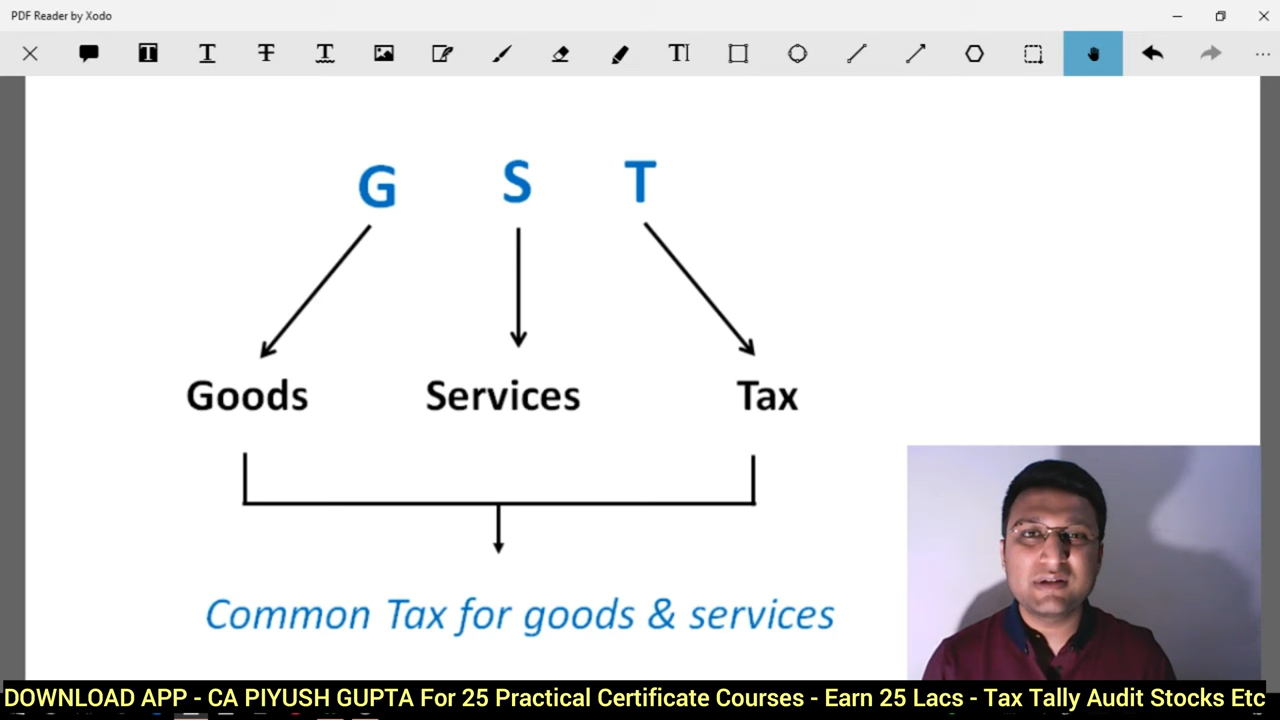 PDF Reader by Xodo
G S T
Goods Services Tax
Common Tax for goods & services
DOWNLOAD APP - CA PIYUSH GUPTA For 25 Practical Certificate Courses - Earn 25 Lacs - Tax Tally Audit Stocks Etc